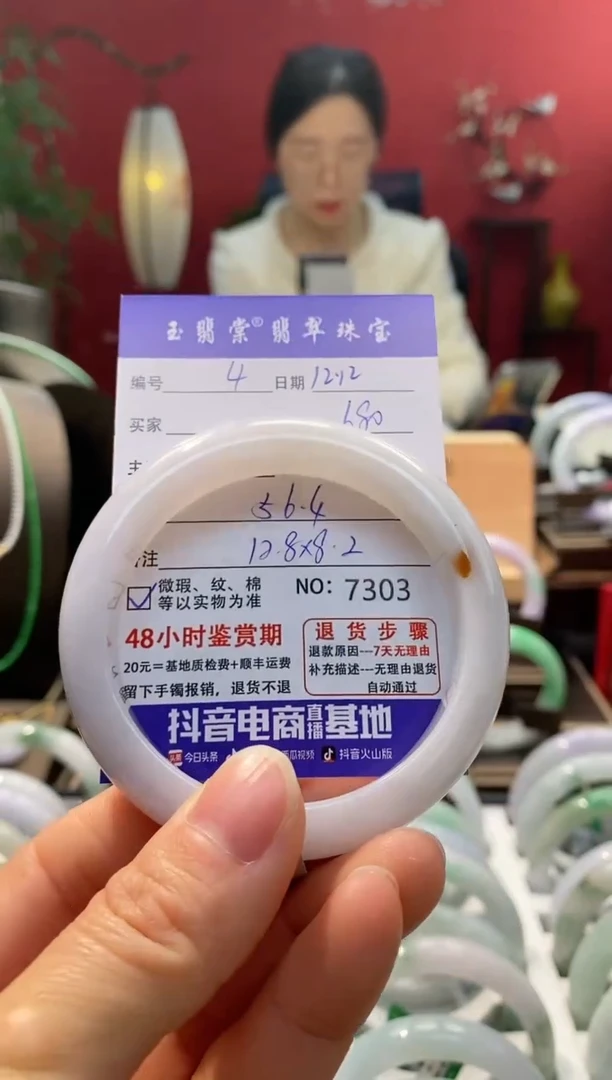 玉翡棠®翡翠珠宝
编号 4 日期 12.12
买家 680
主
56.4
注 12.8×8.2
微瑕、纹、棉
等以实物为准
NO: 7303
48小时鉴赏期
20元=基地质检费+顺丰运费
留下手镯报销，退货不退
退货步骤
退款原因---7天无理由
补充描述---无理由退货
自动通过
抖音电商直播基地
今日头条 西瓜视频 抖音火山版